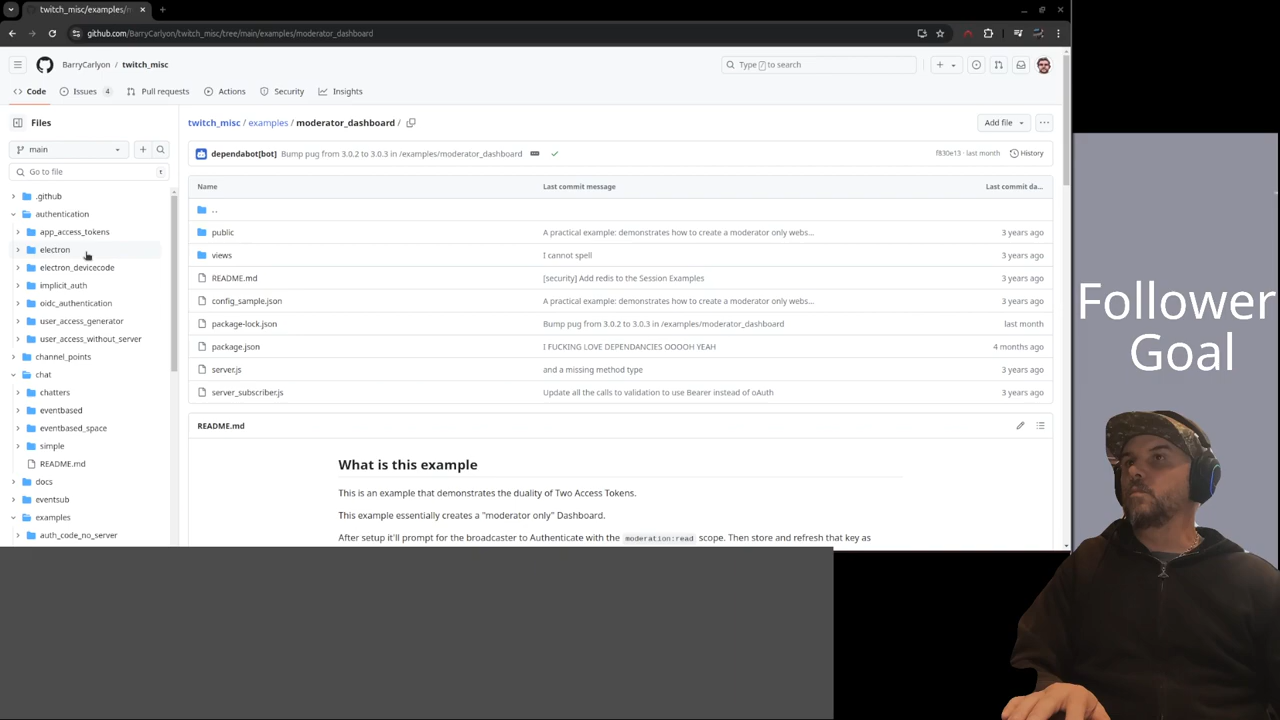 twitch_misc/examples/m
github.com/BarryCarlyon/twitch_misc/tree/main/examples/moderator_dashboard
BarryCarlyon / twitch_misc
Type / to search
Code
Issues 4
Pull requests
Actions
Security
Insights
Files
twitch_misc / examples / moderator_dashboard /
Add file
main
dependabot[bot] Bump pug from 3.0.2 to 3.0.3 in /examples/moderator_dashboard
f830e13 · last month
History
Go to file
t
Name
Last commit message
Last commit da...
.github
authentication
app_access_tokens
electron
electron_devicecode
implicit_auth
oidc_authentication
user_access_generator
user_access_without_server
channel_points
chat
chatters
eventbased
eventbased_space
simple
README.md
docs
eventsub
examples
auth_code_no_server
..
public A practical example: demonstrates how to create a moderator only webs... 3 years ago
views I cannot spell 3 years ago
README.md [security] Add redis to the Session Examples 3 years ago
config_sample.json A practical example: demonstrates how to create a moderator only webs... 3 years ago
package-lock.json Bump pug from 3.0.2 to 3.0.3 in /examples/moderator_dashboard last month
package.json I FUCKING LOVE DEPENDANCIES OOOOH YEAH 4 months ago
server.js and a missing method type 3 years ago
server_subscriber.js Update all the calls to validation to use Bearer instead of oAuth 3 years ago
README.md
What is this example
This is an example that demonstrates the duality of Two Access Tokens.
This example essentially creates a "moderator only" Dashboard.
After setup it'll prompt for the broadcaster to Authenticate with the moderation:read scope. Then store and refresh that key as
Follower
Goal